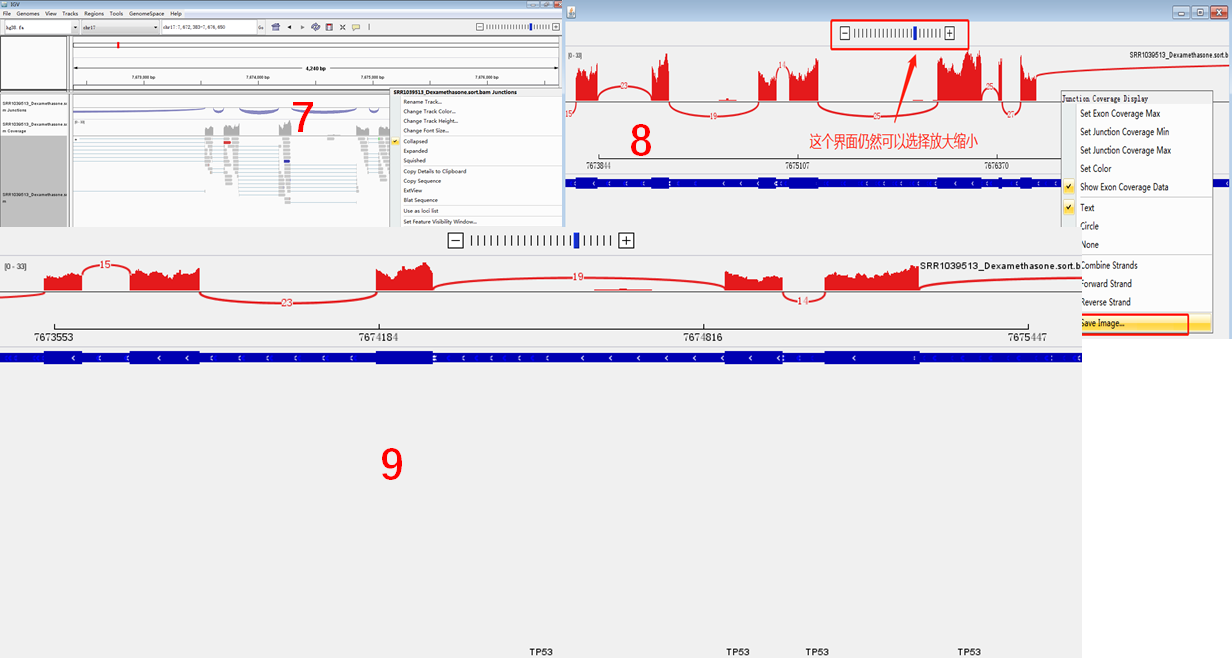 IGV
File Genomes View Tracks Regions Tools GenomeSpace Help
hg38.fa chr17 chr17:7,672,383-7,676,650 Go
4,240 bp
7,673,000 bp 7,674,000 bp 7,675,000 bp 7,676,000 bp
SRR1039513_Dexamethasone.so
m Junctions
SRR1039513_Dexamethasone.so
m Coverage
SRR1039513_Dexamethasone.so
m
7
SRR1039513_Dexamethasone.sort.bam Junctions
Rename Track...
Change Track Color...
Change Track Height...
Change Font Size...
Collapsed
Expanded
Squished
Copy Details to Clipboard
Copy Sequence
ExtView
Blat Sequence
Use as loci list
Set Feature Visibility Window...
[0-33]
SRR1039513_Dexamethasone.sort.b
23 14 25
15 19 25 27
8
这个界面仍然可以选择放大缩小
7673844 7675107 7676370
Junction Coverage Display
Set Exon Coverage Max
Set Junction Coverage Min
Set Junction Coverage Max
Set Color
Show Exon Coverage Data
Text
Circle
None
Combine Strands
Forward Strand
Reverse Strand
Save Image...
[0 - 33]
SRR1039513_Dexamethasone.sort.b
15 19
23 14
7673553 7674184 7674816 7675447
9
TP53 TP53 TP53 TP53